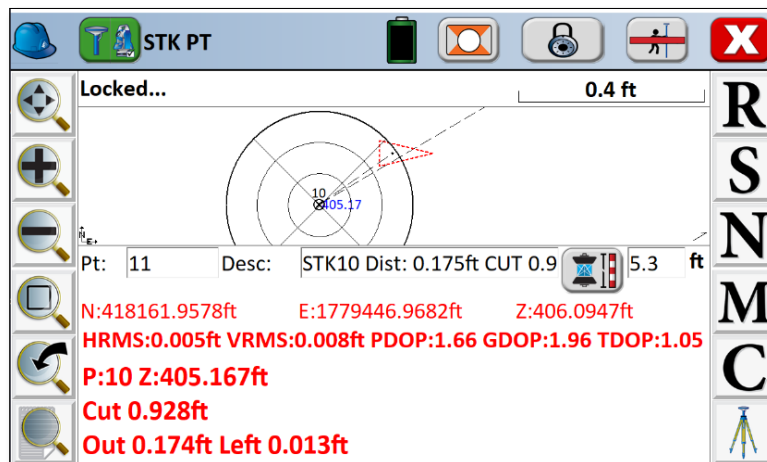 STK PT
Locked...
0.4 ft
R
S
N
M
C
10
405.17
N
E
Pt: 11 Desc: STK10 Dist: 0.175ft CUT 0.9 5.3 ft
N:418161.9578ft E:1779446.9682ft Z:406.0947ft
HRMS:0.005ft VRMS:0.008ft PDOP:1.66 GDOP:1.96 TDOP:1.05
P:10 Z:405.167ft
Cut 0.928ft
Out 0.174ft Left 0.013ft